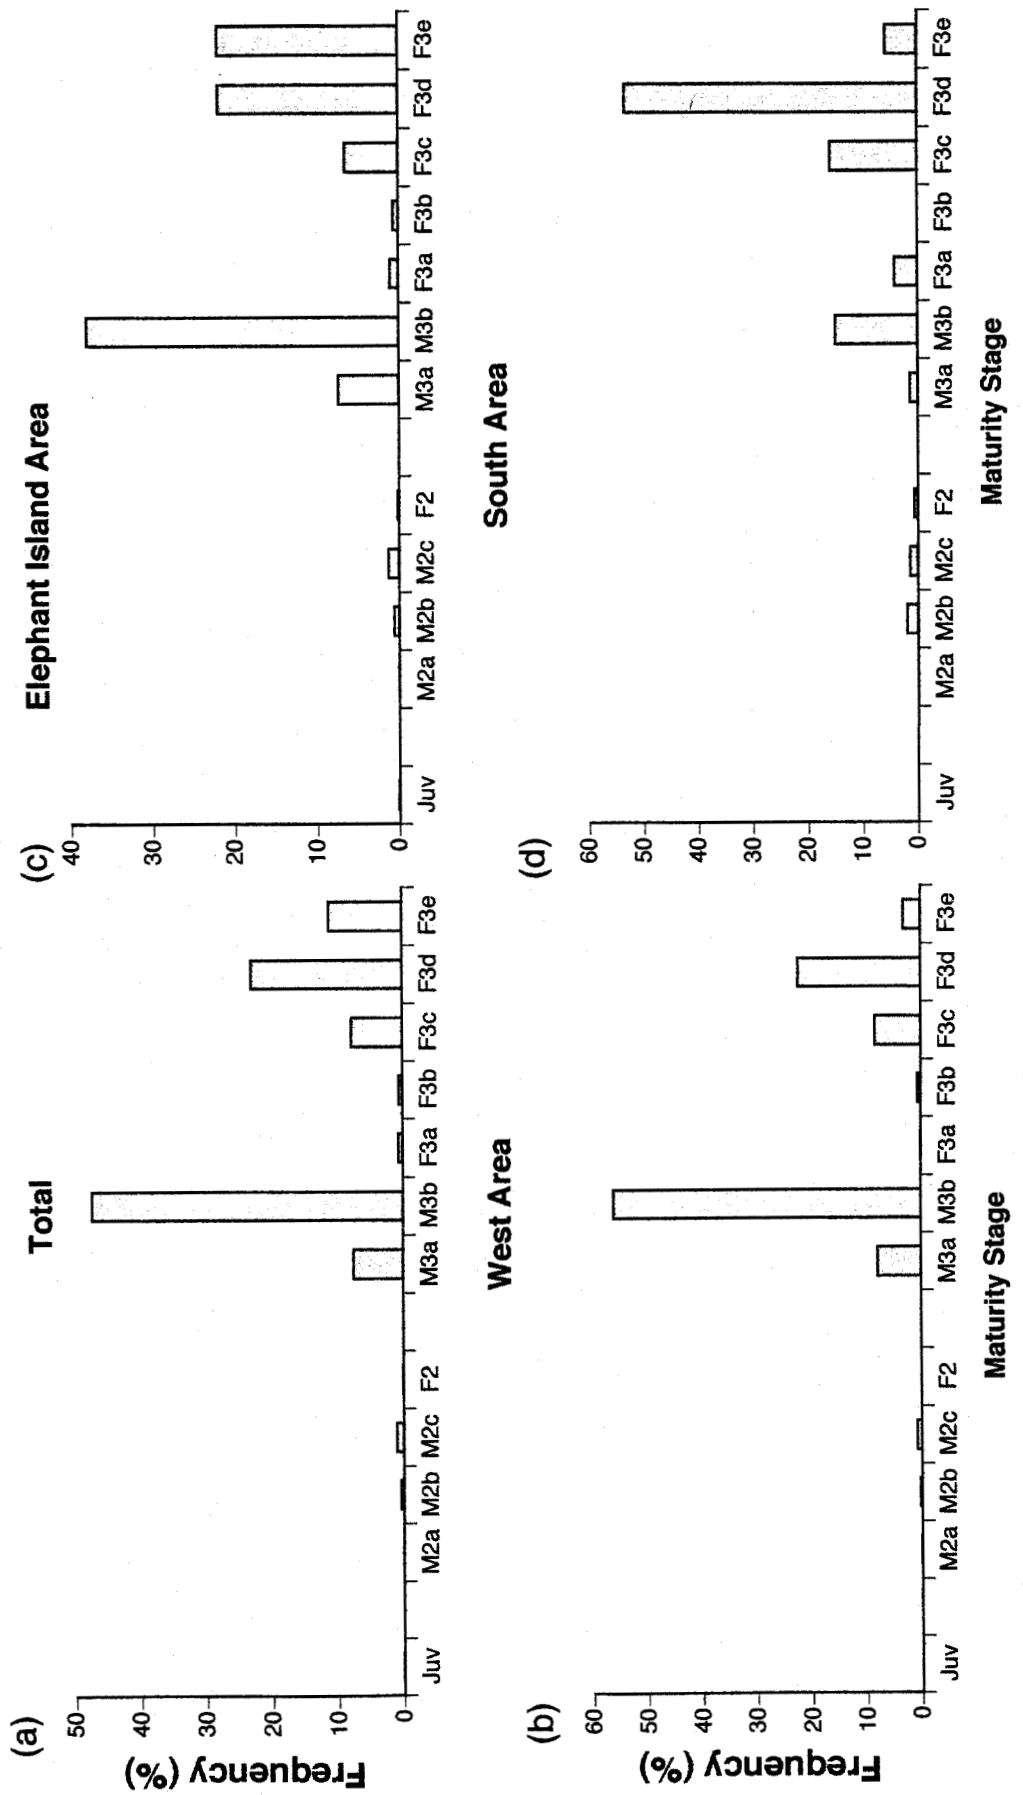 (a)
Total
Frequency (%)
50
40
30
20
10
0
Juv M2a M2b M2c F2 M3a M3b F3a F3b F3c F3d F3e
(c)
Elephant Island Area
40
30
20
10
0
Juv M2a M2b M2c F2 M3a M3b F3a F3b F3c F3d F3e
(b)
West Area
Frequency (%)
60
50
40
30
20
10
0
Juv M2a M2b M2c F2 M3a M3b F3a F3b F3c F3d F3e
Maturity Stage
(d)
South Area
60
50
40
30
20
10
0
Juv M2a M2b M2c F2 M3a M3b F3a F3b F3c F3d F3e
Maturity Stage